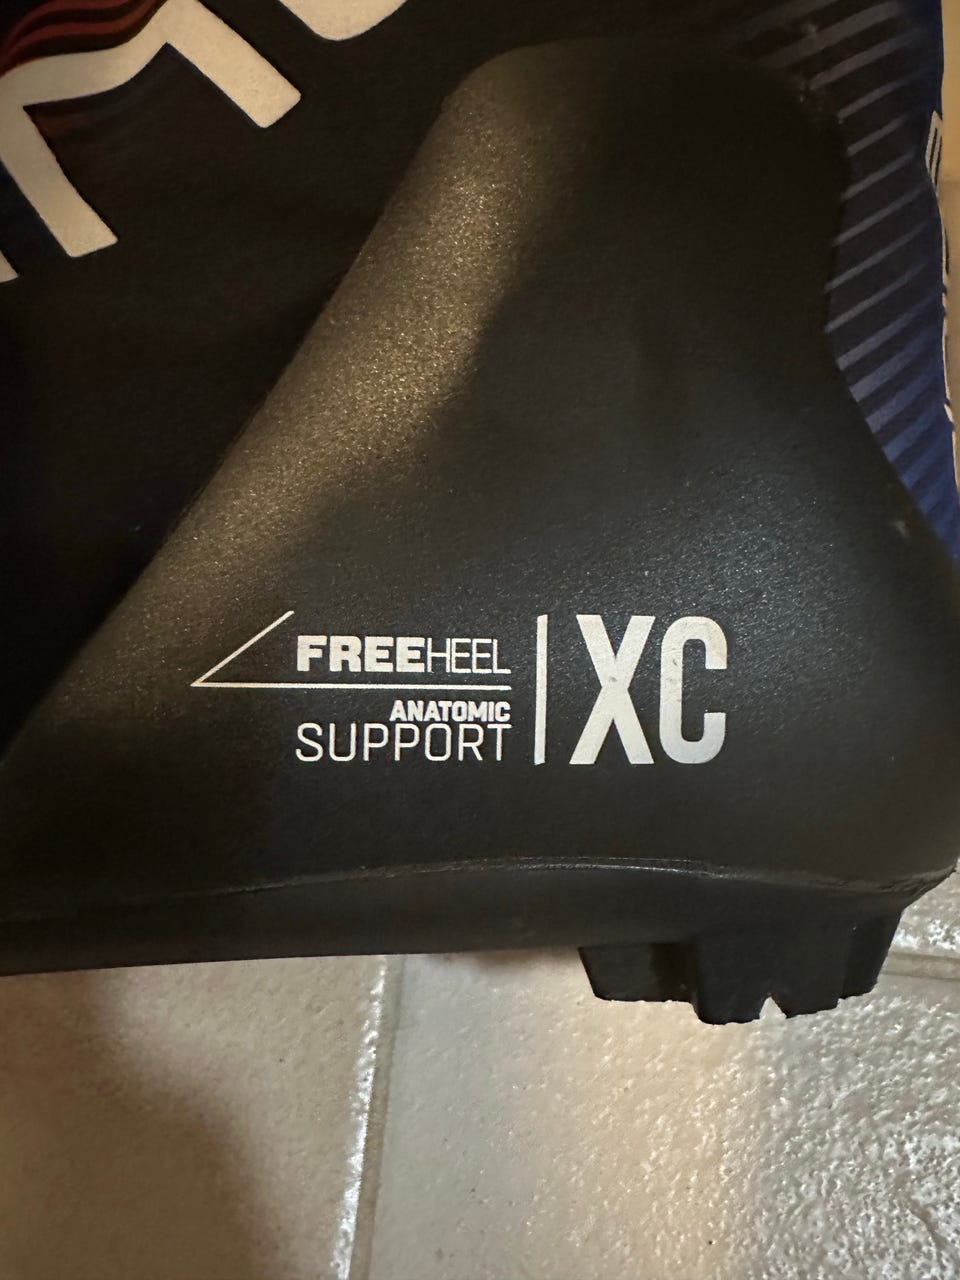 FREEHEEL
ANATOMIC
SUPPORT
XC